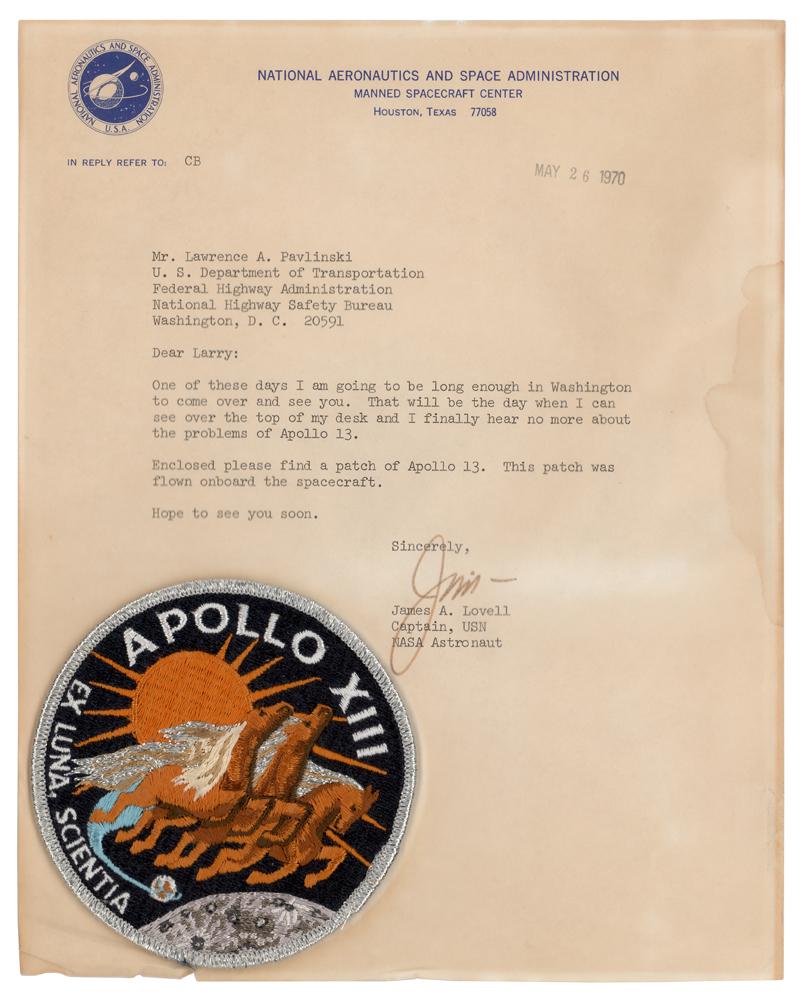 NATIONAL AERONAUTICS AND SPACE ADMINISTRATION
U.S.A.
NATIONAL AERONAUTICS AND SPACE ADMINISTRATION
MANNED SPACECRAFT CENTER
HOUSTON, TEXAS 77058
IN REPLY REFER TO: CB
MAY 26 1970
Mr. Lawrence A. Pavlinski
U. S. Department of Transportation
Federal Highway Administration
National Highway Safety Bureau
Washington, D. C. 20591
Dear Larry:
One of these days I am going to be long enough in Washington
to come over and see you. That will be the day when I can
see over the top of my desk and I finally hear no more about
the problems of Apollo 13.
Enclosed please find a patch of Apollo 13. This patch was
flown onboard the spacecraft.
Hope to see you soon.
Sincerely,
Jim
James A. Lovell
Captain, USN
NASA Astronaut
APOLLO XIII
EX LUNA, SCIENTIA